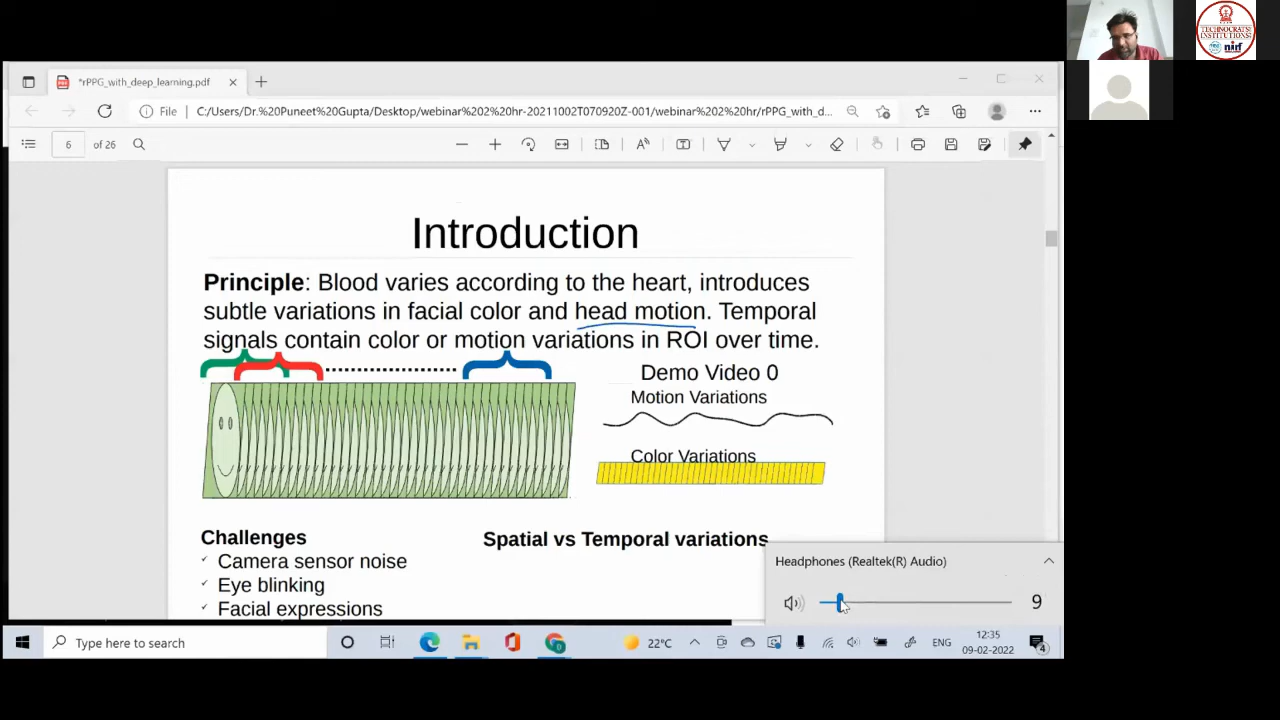 TECHNOCRATS
INSTITUTIONS
nirf
*rPPG_with_deep_learning.pdf
File
C:/Users/Dr.%20Puneet%20Gupta/Desktop/webinar%202%20hr-20211002T070920Z-001/webinar%202%20hr/rPPG_with_d...
6 of 26
Introduction
Principle: Blood varies according to the heart, introduces
subtle variations in facial color and head motion. Temporal
signals contain color or motion variations in ROI over time.
Demo Video 0
Motion Variations
Color Variations
Challenges
✓ Camera sensor noise
✓ Eye blinking
✓ Facial expressions
Spatial vs Temporal variations
Headphones (Realtek(R) Audio)
9
Type here to search
22°C
ENG
12:35
09-02-2022
4